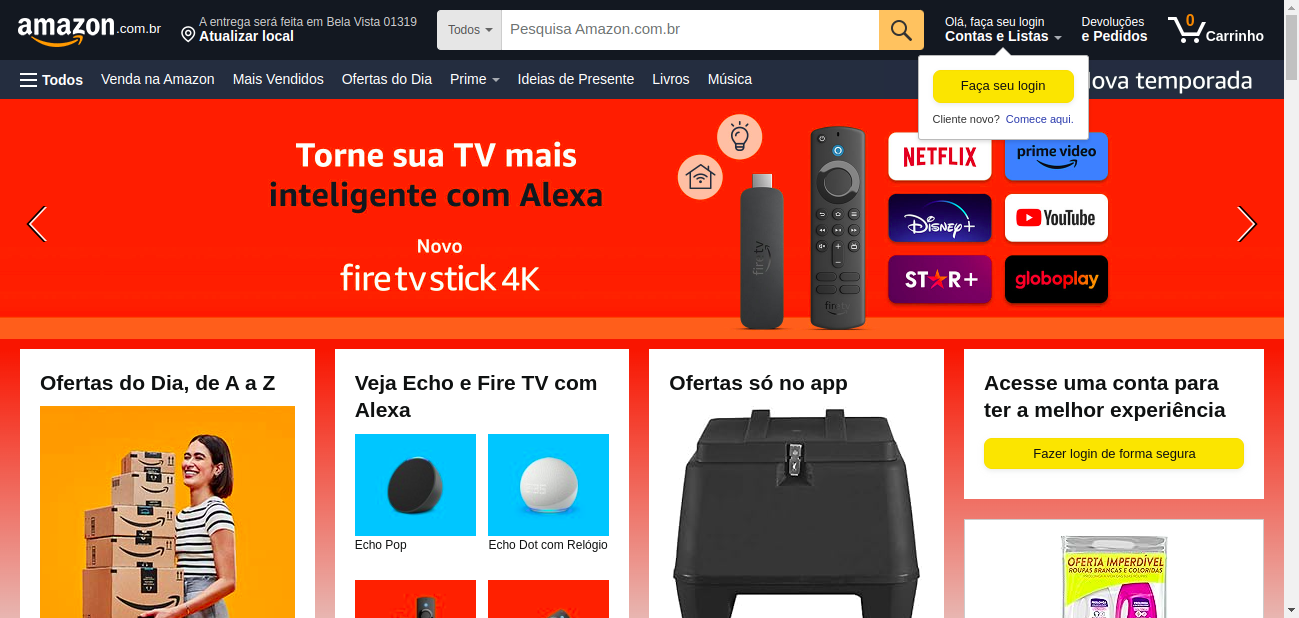 amazon.com.br
A entrega será feita em Bela Vista 01319
Atualizar local
Todos
Pesquisa Amazon.com.br
Olá, faça seu login
Contas e Listas
Devoluções
e Pedidos
0
Carrinho
Todos
Venda na Amazon
Mais Vendidos
Ofertas do Dia
Prime
Ideias de Presente
Livros
Música
ova temporada
Faça seu login
Cliente novo? Comece aqui.
Torne sua TV mais
inteligente com Alexa
Novo
fire tv stick 4K
fire tv
fire tv
NETFLIX
prime video
Disney+
YouTube
STAR+
globoplay
Ofertas do Dia, de A a Z
Veja Echo e Fire TV com
Alexa
Echo Pop
Echo Dot com Relógio
Ofertas só no app
Acesse uma conta para
ter a melhor experiência
Fazer login de forma segura
OFERTA IMPERDÍVEL
ROUPAS BRANCAS E COLORIDAS